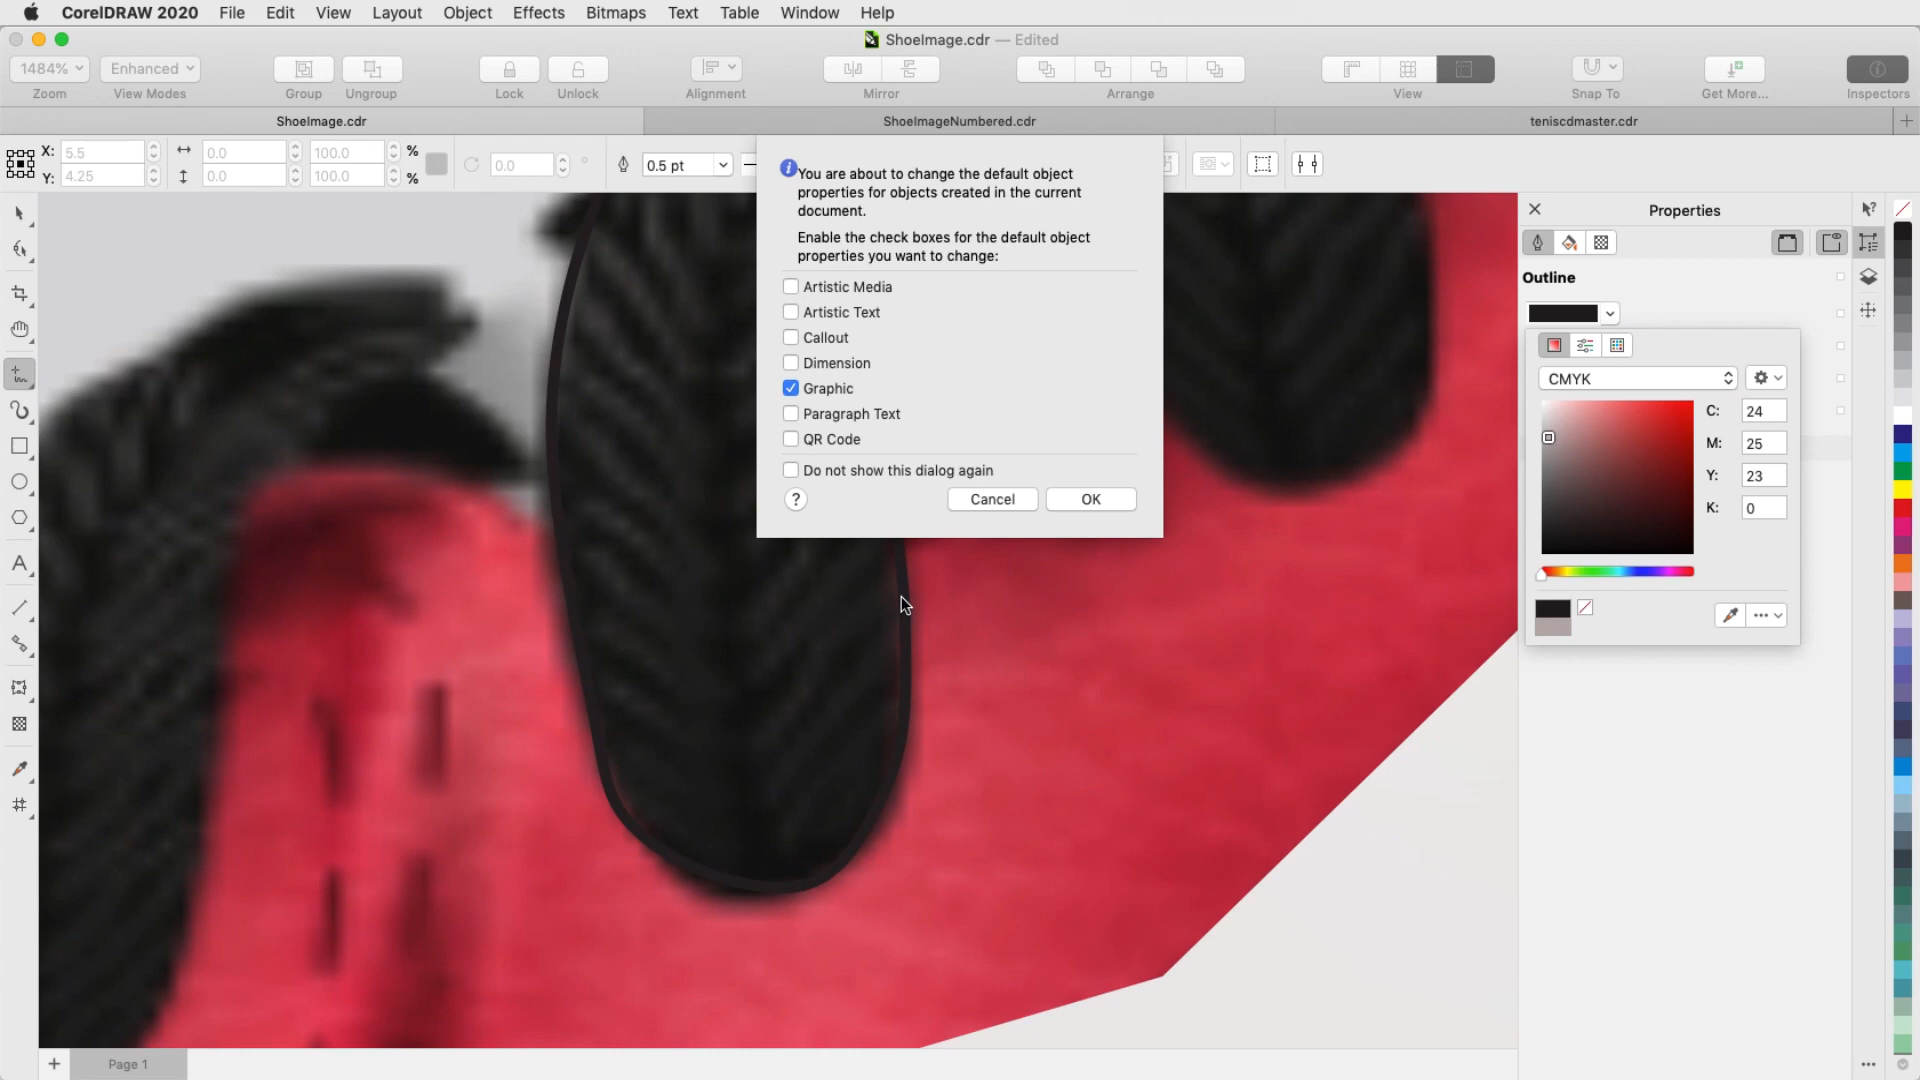 CorelDRAW 2020 File Edit View Layout Object Effects Bitmaps Text Table Window Help
ShoeImage.cdr — Edited
1484% Enhanced
Zoom View Modes Group Ungroup Lock Unlock Alignment Mirror Arrange View Snap To Get More... Inspectors
ShoeImage.cdr ShoeImageNumbered.cdr teniscdmaster.cdr
X: 5.5 0.0 100.0 %
Y: 4.25 0.0 100.0 %
0.0 °
0.5 pt
You are about to change the default object
properties for objects created in the current
document.
Enable the check boxes for the default object
properties you want to change:
Artistic Media
Artistic Text
Callout
Dimension
Graphic
Paragraph Text
QR Code
Do not show this dialog again
? Cancel OK
Properties
Outline
CMYK
C: 24
M: 25
Y: 23
K: 0
Page 1